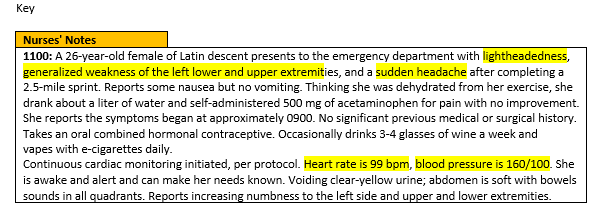 Key
Nurses' Notes
1100: A 26-year-old female of Latin descent presents to the emergency department with lightheadedness,
generalized weakness of the left lower and upper extremities, and a sudden headache after completing a
2.5-mile sprint. Reports some nausea but no vomiting. Thinking she was dehydrated from her exercise, she
drank about a liter of water and self-administered 500 mg of acetaminophen for pain with no improvement.
She reports the symptoms began at approximately 0900. No significant previous medical or surgical history.
Takes an oral combined hormonal contraceptive. Occasionally drinks 3-4 glasses of wine a week and
vapes with e-cigarettes daily.
Continuous cardiac monitoring initiated, per protocol. Heart rate is 99 bpm, blood pressure is 160/100. She
is awake and alert and can make her needs known. Voiding clear-yellow urine; abdomen is soft with bowels
sounds in all quadrants. Reports increasing numbness to the left side and upper and lower extremities.